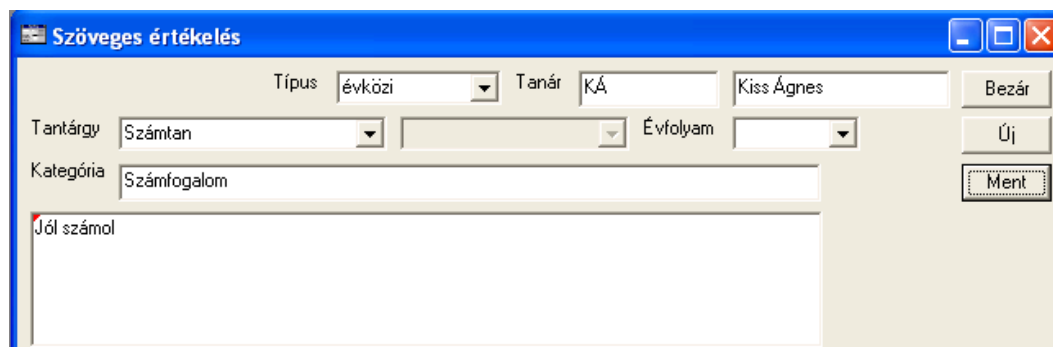 Szöveges értékelés
Típus évközi Tanár KÁ Kiss Ágnes Bezár
Tantárgy Számtan Évfolyam Új
Kategória Számfogalom Ment
Jól számol